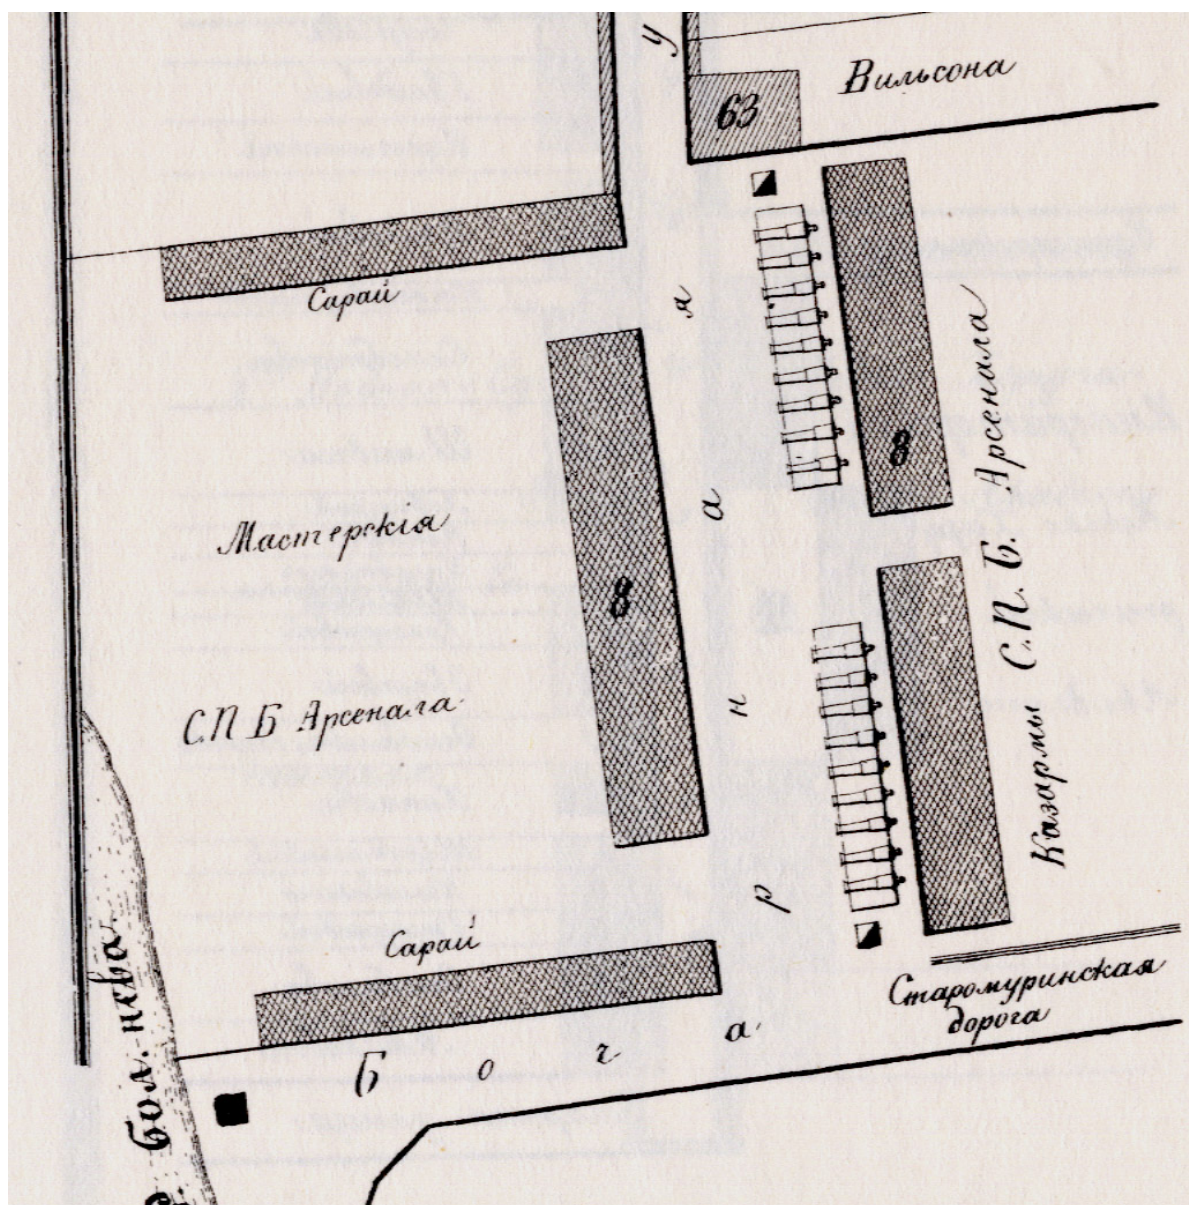 у
Вильсона
63
Сарай
я
а
н
р
8
8
Мастерскія
С.П.Б Арсенала
Казармы С.П.Б. Арсенала
Сарай
Старомуринская
дорога
Б о г а
Бол. нева